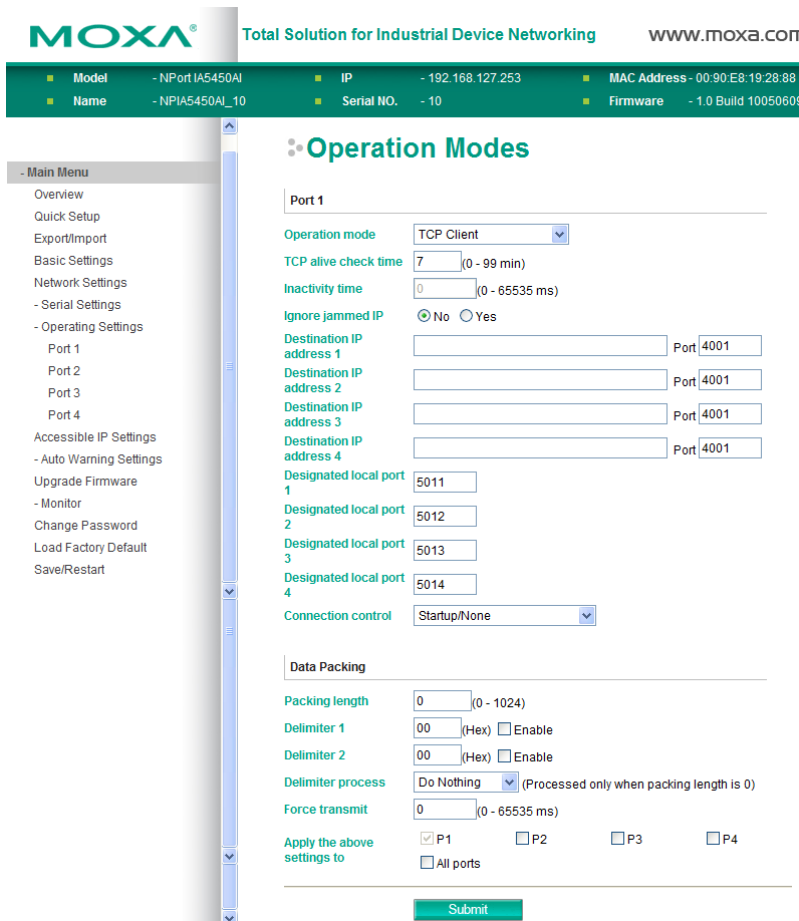 MOXA®
Total Solution for Industrial Device Networking
www.moxa.com
Model - NPort IA5450AI
IP - 192.168.127.253
MAC Address - 00:90:E8:19:28:88
Name - NPIA5450AI_10
Serial NO. - 10
Firmware - 1.0 Build 10050609
- Main Menu
Overview
Quick Setup
Export/Import
Basic Settings
Network Settings
- Serial Settings
- Operating Settings
Port 1
Port 2
Port 3
Port 4
Accessible IP Settings
- Auto Warning Settings
Upgrade Firmware
- Monitor
Change Password
Load Factory Default
Save/Restart
Operation Modes
Port 1
Operation mode TCP Client
TCP alive check time 7 (0 - 99 min)
Inactivity time 0 (0 - 65535 ms)
Ignore jammed IP No Yes
Destination IP
address 1 Port 4001
Destination IP
address 2 Port 4001
Destination IP
address 3 Port 4001
Destination IP
address 4 Port 4001
Designated local port
1 5011
Designated local port
2 5012
Designated local port
3 5013
Designated local port
4 5014
Connection control Startup/None
Data Packing
Packing length 0 (0 - 1024)
Delimiter 1 00 (Hex) Enable
Delimiter 2 00 (Hex) Enable
Delimiter process Do Nothing (Processed only when packing length is 0)
Force transmit 0 (0 - 65535 ms)
Apply the above
settings to
P1 P2 P3 P4
All ports
Submit